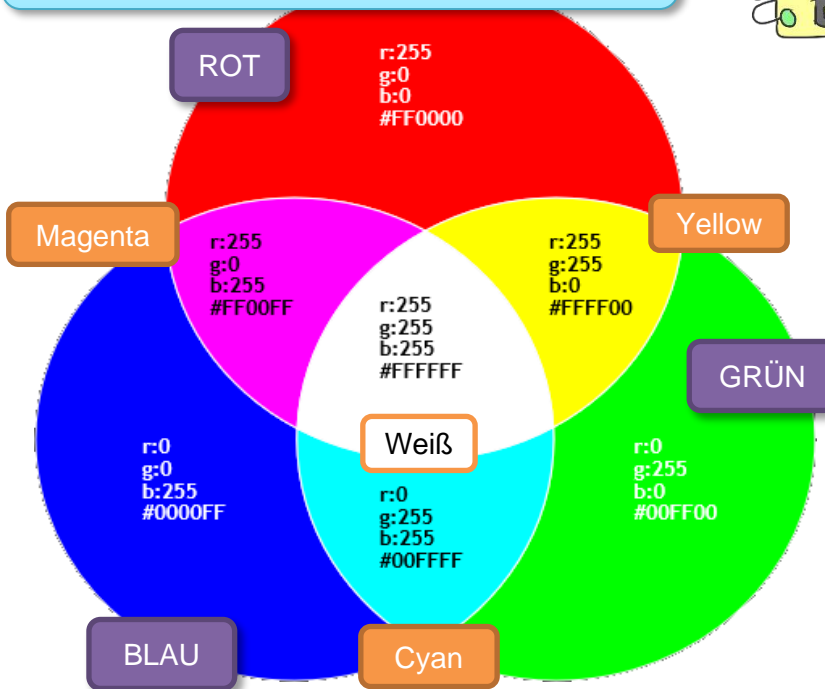 ROT
r:255
g:0
b:0
#FF0000
Magenta
r:255
g:0
b:255
#FF00FF
Yellow
r:255
g:255
b:0
#FFFF00
r:255
g:255
b:255
#FFFFFF
Weiß
GRÜN
r:0
g:0
b:255
#0000FF
r:0
g:255
b:255
#00FFFF
r:0
g:255
b:0
#00FF00
BLAU
Cyan